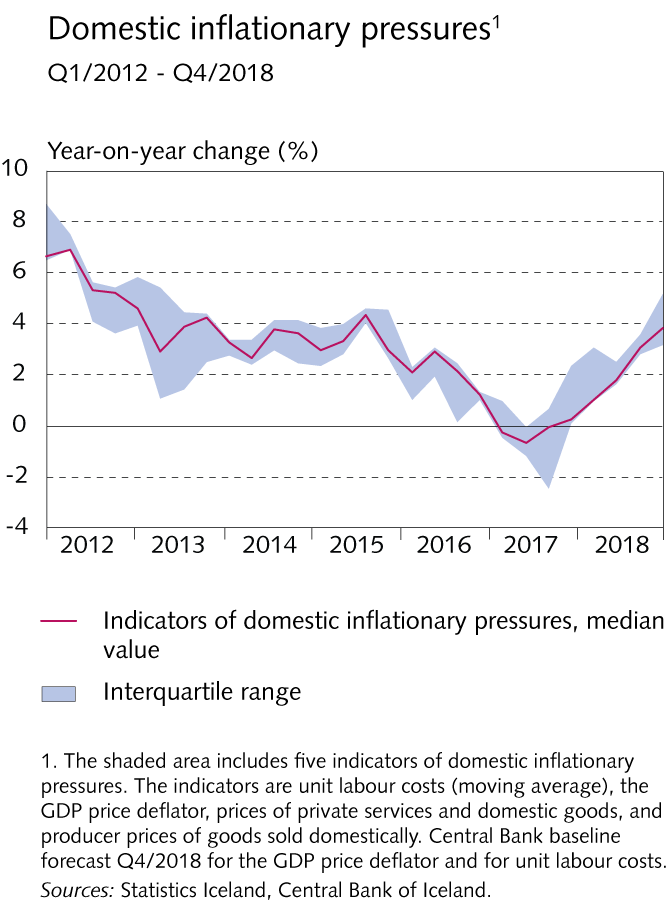 Domestic inflationary pressures¹
Q1/2012 - Q4/2018
Year-on-year change (%)
10
8
6
4
2
0
-2
-4
2012 2013 2014 2015 2016 2017 2018
Indicators of domestic inflationary pressures, median
value
Interquartile range
1. The shaded area includes five indicators of domestic inflationary
pressures. The indicators are unit labour costs (moving average), the
GDP price deflator, prices of private services and domestic goods, and
producer prices of goods sold domestically. Central Bank baseline
forecast Q4/2018 for the GDP price deflator and for unit labour costs.
Sources: Statistics Iceland, Central Bank of Iceland.